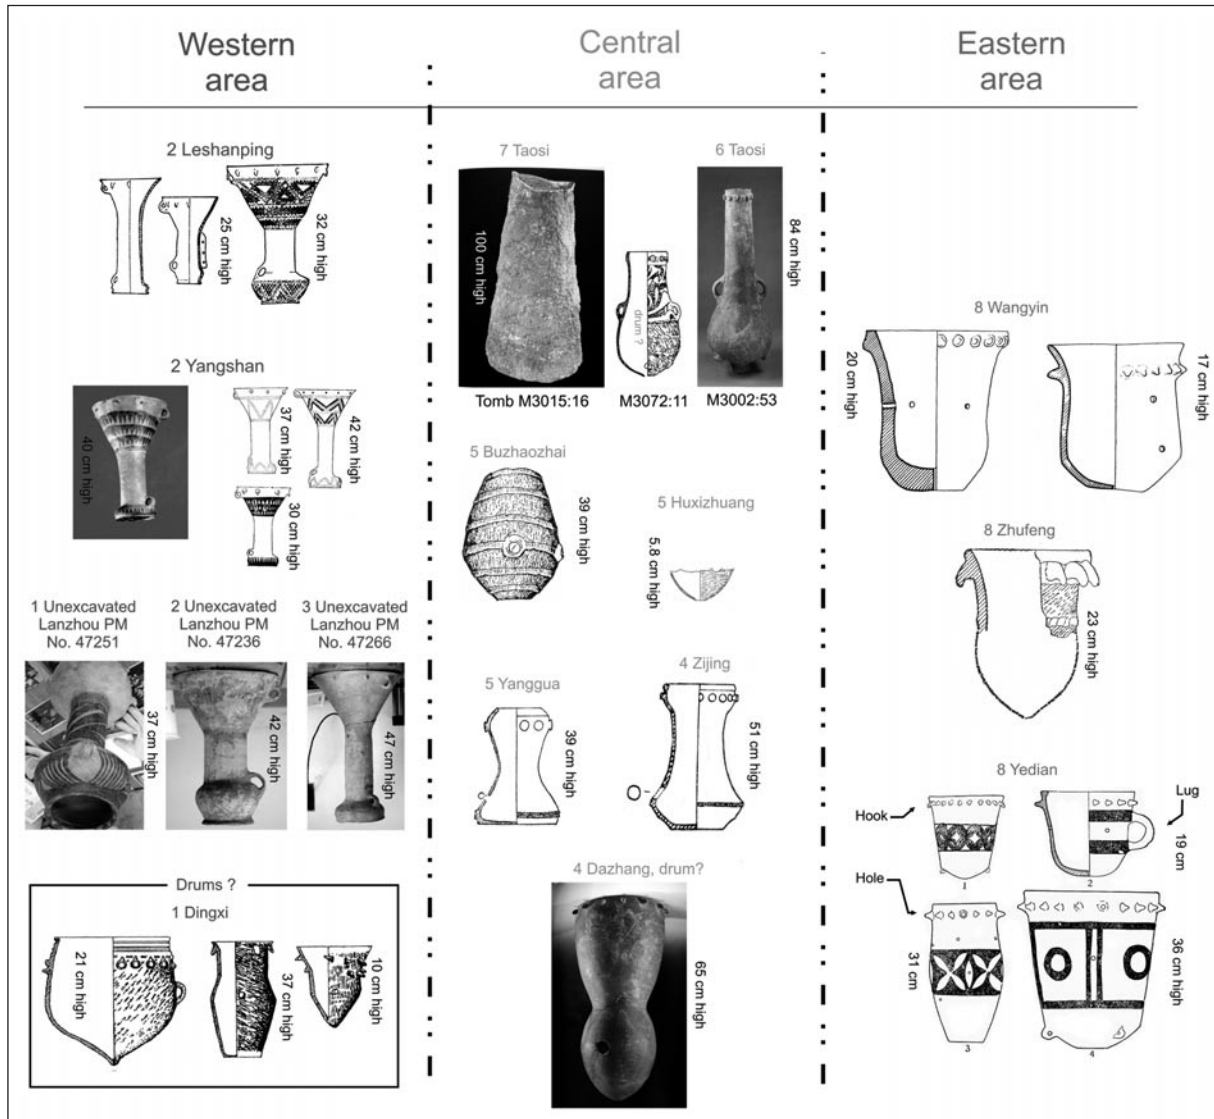 Western
area
Central
area
Eastern
area
2 Leshanping
25 cm high
32 cm high
2 Yangshan
40 cm high
37 cm high
42 cm high
30 cm high
1 Unexcavated
Lanzhou PM
No. 47251
37 cm high
2 Unexcavated
Lanzhou PM
No. 47236
42 cm high
3 Unexcavated
Lanzhou PM
No. 47266
47 cm high
Drums ?
1 Dingxi
21 cm high
37 cm high
10 cm high
7 Taosi
100 cm high
Tomb M3015:16
drum ?
M3072:11
6 Taosi
84 cm high
M3002:53
5 Buzhaozhai
39 cm high
5 Huxizhuang
5.8 cm high
5 Yanggua
39 cm high
4 Zijing
51 cm high
4 Dazhang, drum?
65 cm high
8 Wangyin
20 cm high
17 cm high
8 Zhufeng
23 cm high
8 Yedian
Hook
Lug
19 cm
1
2
Hole
31 cm
36 cm high
3
4